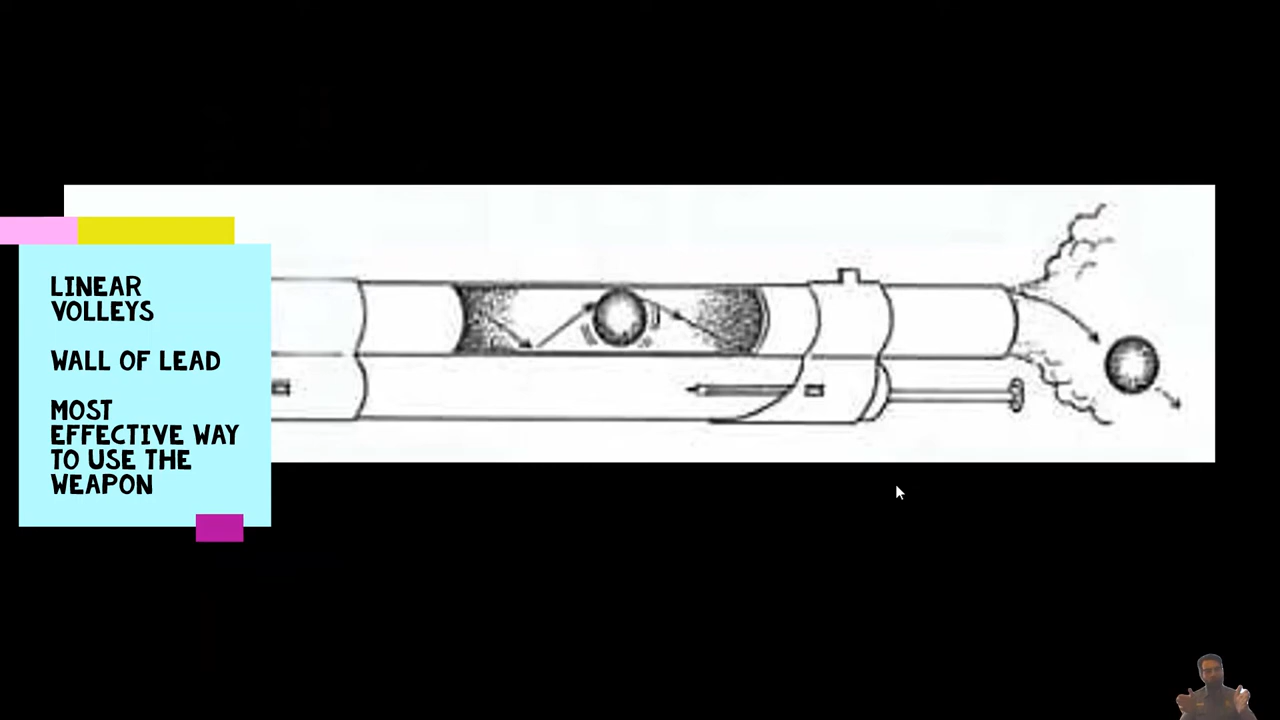 LINEAR
VOLLEYS
WALL OF LEAD
MOST
EFFECTIVE WAY
TO USE THE
WEAPON